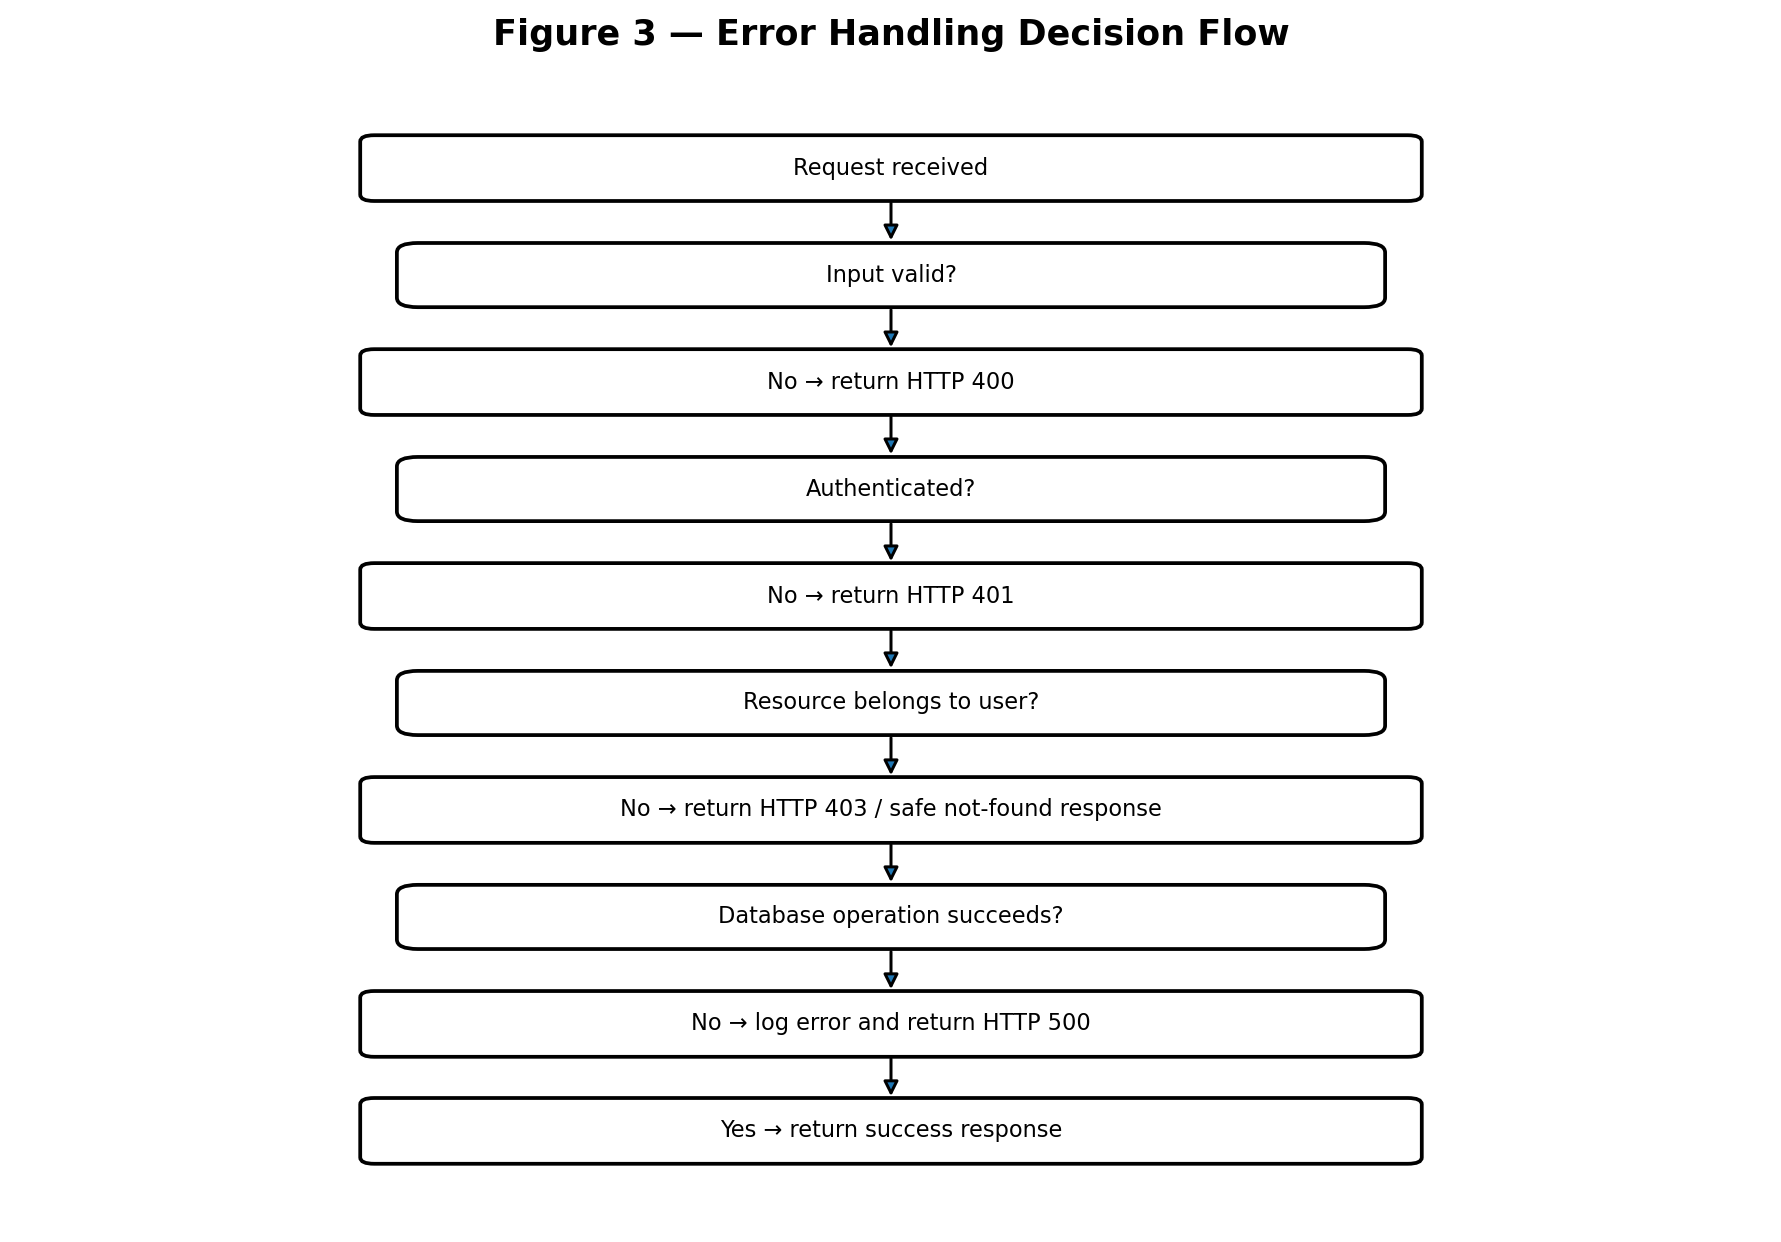 Figure 3 — Error Handling Decision Flow
Request received
Input valid?
No → return HTTP 400
Authenticated?
No → return HTTP 401
Resource belongs to user?
No → return HTTP 403 / safe not-found response
Database operation succeeds?
No → log error and return HTTP 500
Yes → return success response